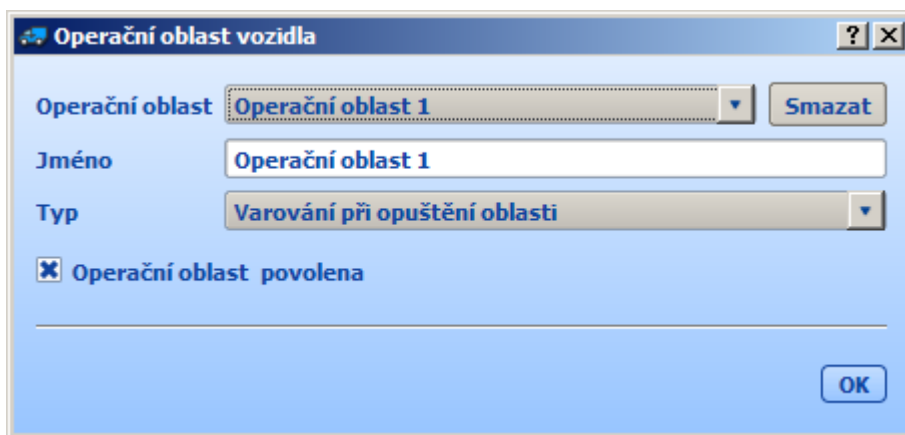 Operační oblast vozidla
Operační oblast Operační oblast 1 Smazat
Jméno Operační oblast 1
Typ Varování při opuštění oblasti
Operační oblast povolena
OK